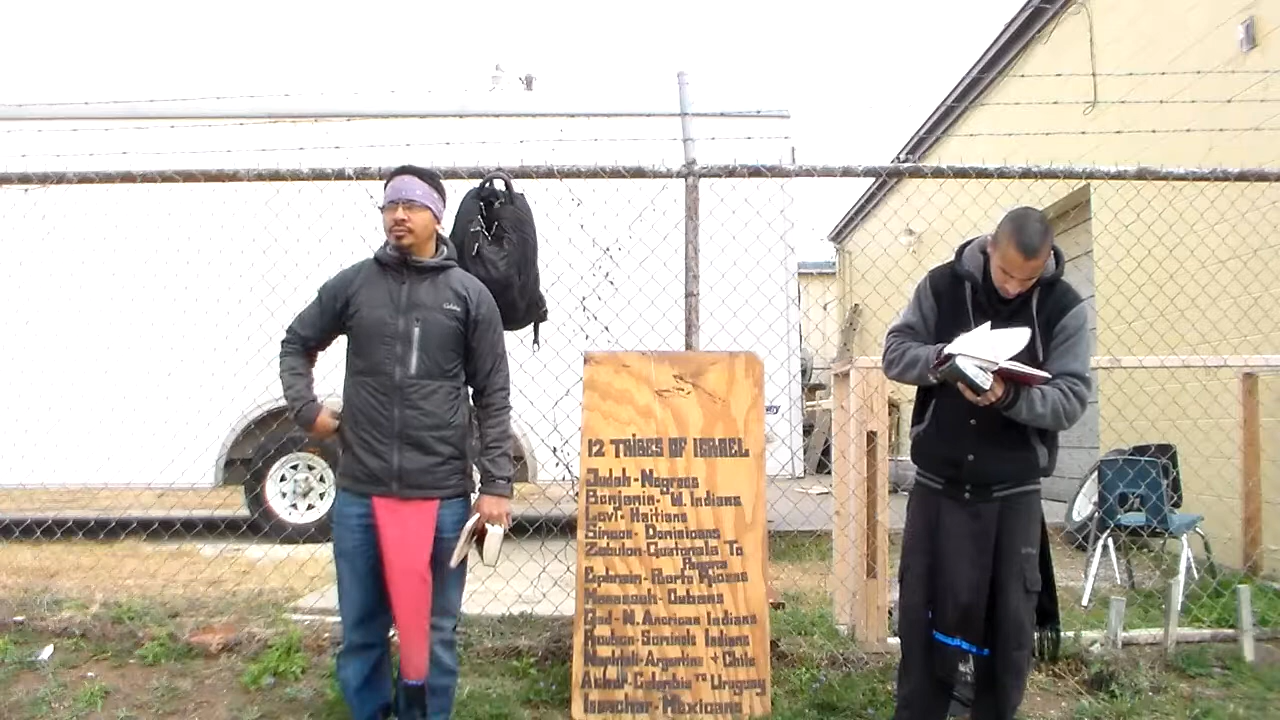 12 TRIBES OF ISRAEL
Judah - Negroes
Benjamin - W. Indians
Levi - Haitians
Simeon - Dominicans
Zebulon - Guatemala To
Panama
Ephraim - Puerto Ricans
Manasseh - Cubans
Gad - N. American Indians
Reuben - Seminole Indians
Naphtali - Argentina + Chile
Asher - Colombia To Uruguay
Issachar - Mexicans